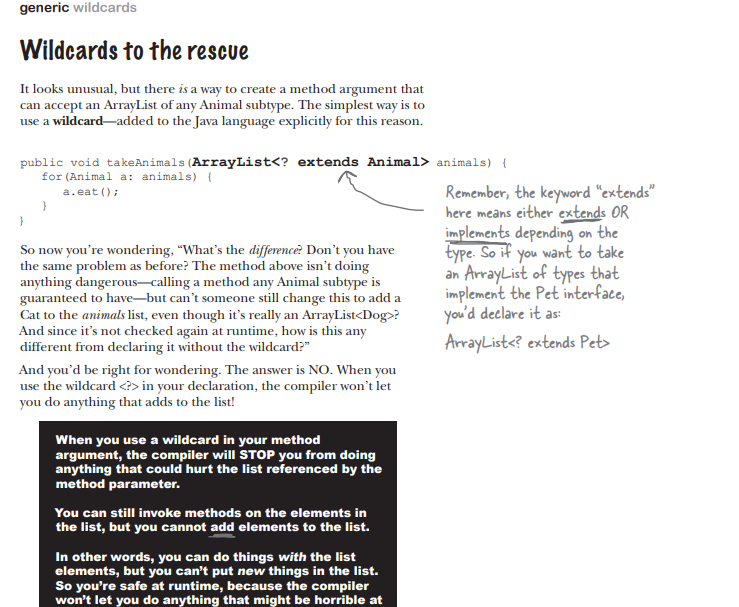 generic wildcards
Wildcards to the rescue
It looks unusual, but there is a way to create a method argument that
can accept an ArrayList of any Animal subtype. The simplest way is to
use a wildcard—added to the Java language explicitly for this reason.
public void takeAnimals(ArrayList<? extends Animal> animals) {
for(Animal a: animals) {
a.eat();
}
}
Remember, the keyword “extends”
here means either extends OR
implements depending on the
type. So if you want to take
an ArrayList of types that
implement the Pet interface,
you'd declare it as:
ArrayList<? extends Pet>
So now you’re wondering, “What’s the difference? Don’t you have
the same problem as before? The method above isn’t doing
anything dangerous—calling a method any Animal subtype is
guaranteed to have—but can’t someone still change this to add a
Cat to the animals list, even though it’s really an ArrayList<Dog>?
And since it’s not checked again at runtime, how is this any
different from declaring it without the wildcard?”
And you’d be right for wondering. The answer is NO. When you
use the wildcard <?> in your declaration, the compiler won’t let
you do anything that adds to the list!
When you use a wildcard in your method
argument, the compiler will STOP you from doing
anything that could hurt the list referenced by the
method parameter.
You can still invoke methods on the elements in
the list, but you cannot add elements to the list.
In other words, you can do things with the list
elements, but you can’t put new things in the list.
So you’re safe at runtime, because the compiler
won’t let you do anything that might be horrible at